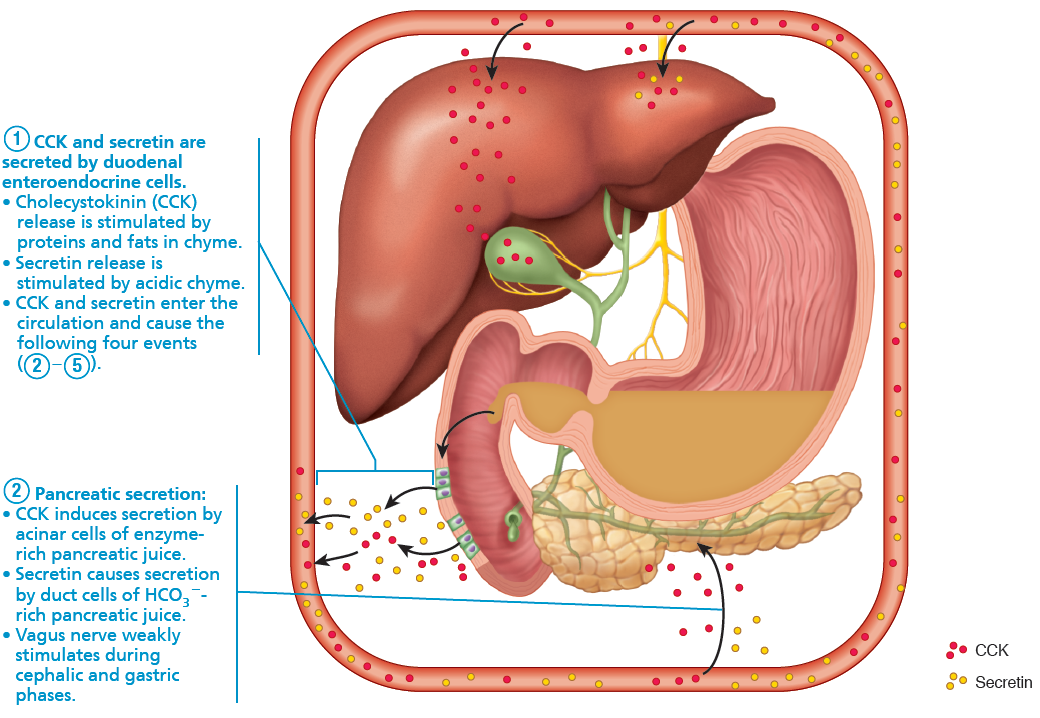 ① CCK and secretin are
secreted by duodenal
enteroendocrine cells.
• Cholecystokinin (CCK)
release is stimulated by
proteins and fats in chyme.
• Secretin release is
stimulated by acidic chyme.
• CCK and secretin enter the
circulation and cause the
following four events
(②–⑤).
② Pancreatic secretion:
• CCK induces secretion by
acinar cells of enzyme-
rich pancreatic juice.
• Secretin causes secretion
by duct cells of HCO₃⁻-
rich pancreatic juice.
• Vagus nerve weakly
stimulates during
cephalic and gastric
phases.
CCK
Secretin